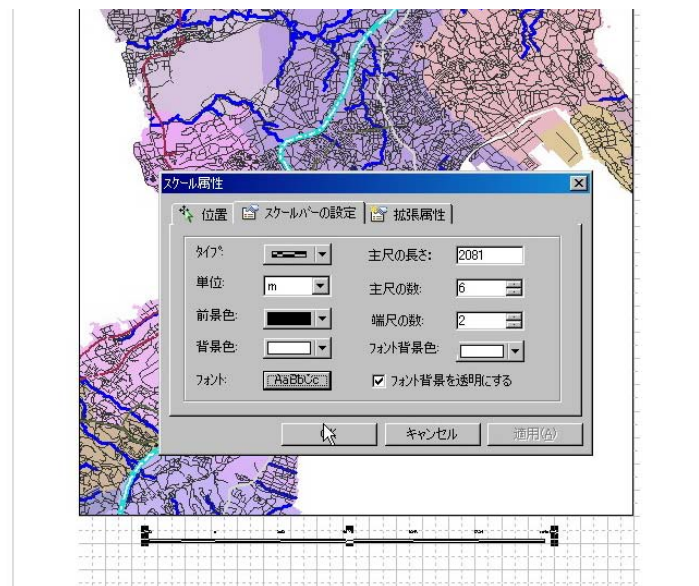 スケール属性
位置 スケールバーの設定 拡張属性
タイプ: 主尺の長さ: 2081
単位: m 主尺の数: 6
前景色: 端尺の数: 2
背景色: フォント背景色:
フォント: AaBbCc フォント背景を透明にする
キャンセル 適用(A)